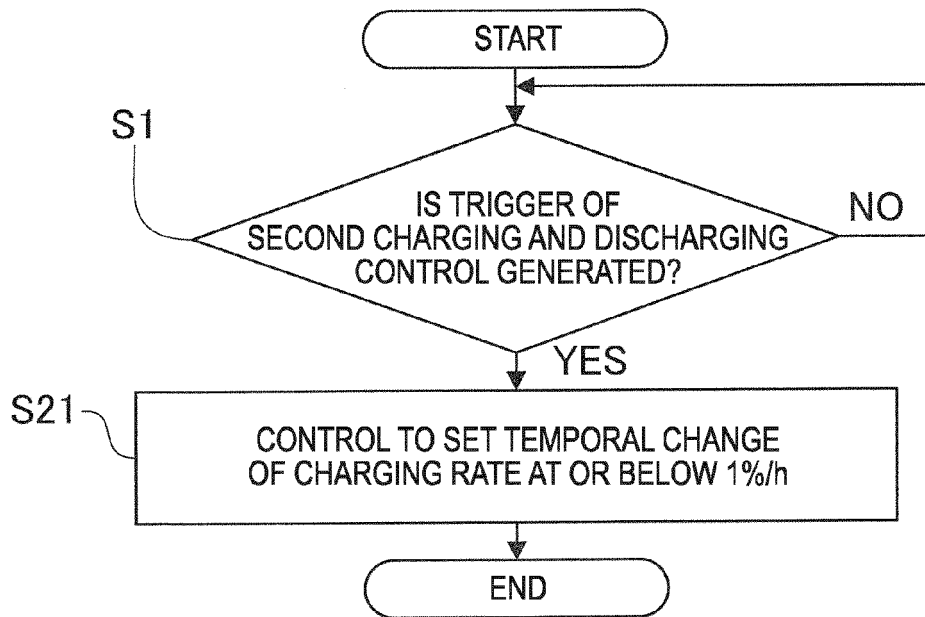 START
S1
IS TRIGGER OF
SECOND CHARGING AND DISCHARGING
CONTROL GENERATED?
NO
YES
S21
CONTROL TO SET TEMPORAL CHANGE
OF CHARGING RATE AT OR BELOW 1%/h
END